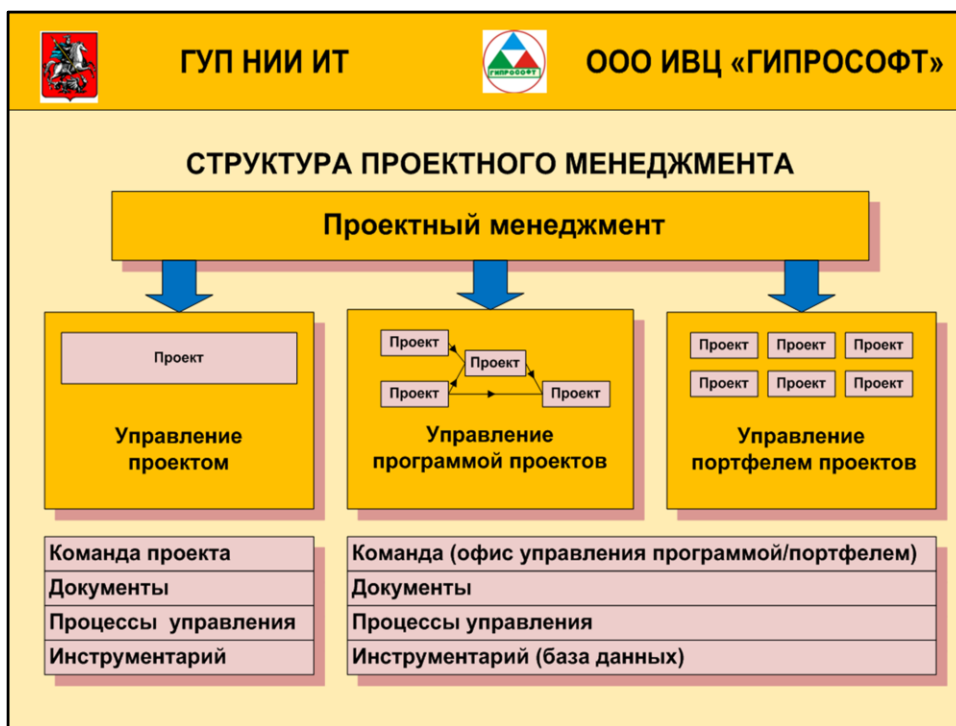 ГУП НИИ ИТ
ГИПРОСОФТ
ООО ИВЦ «ГИПРОСОФТ»
СТРУКТУРА ПРОЕКТНОГО МЕНЕДЖМЕНТА
Проектный менеджмент
Проект
Управление
проектом
Проект
Проект
Проект
Проект
Управление
программой проектов
Проект Проект Проект
Проект Проект Проект
Управление
портфелем проектов
Команда проекта
Документы
Процессы управления
Инструментарий
Команда (офис управления программой/портфелем)
Документы
Процессы управления
Инструментарий (база данных)